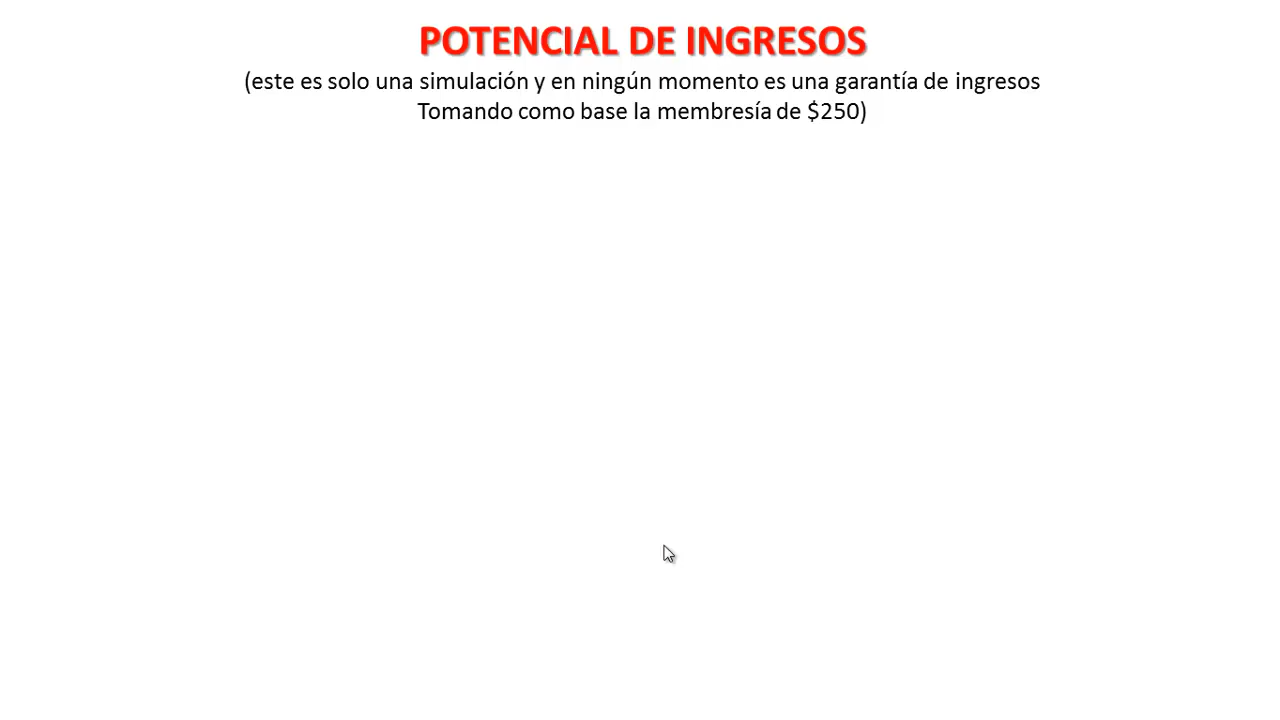 POTENCIAL DE INGRESOS
(este es solo una simulación y en ningún momento es una garantía de ingresos
Tomando como base la membresía de $250)